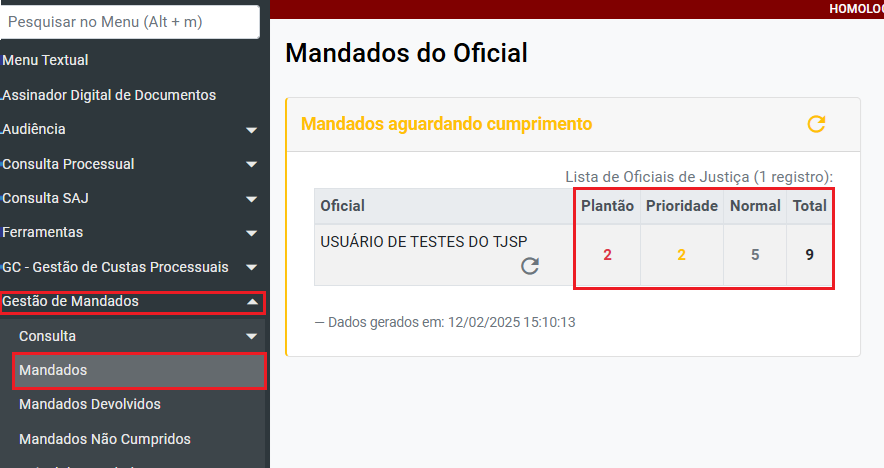 HOMOLO
Pesquisar no Menu (Alt + m)
Menu Textual
Assinador Digital de Documentos
Audiência
Consulta Processual
Consulta SAJ
Ferramentas
GC - Gestão de Custas Processuais
Gestão de Mandados
Consulta
Mandados
Mandados Devolvidos
Mandados Não Cumpridos
Mandados do Oficial
Mandados aguardando cumprimento
Lista de Oficiais de Justiça (1 registro):
Oficial Plantão Prioridade Normal Total
USUÁRIO DE TESTES DO TJSP 2 2 5 9
— Dados gerados em: 12/02/2025 15:10:13